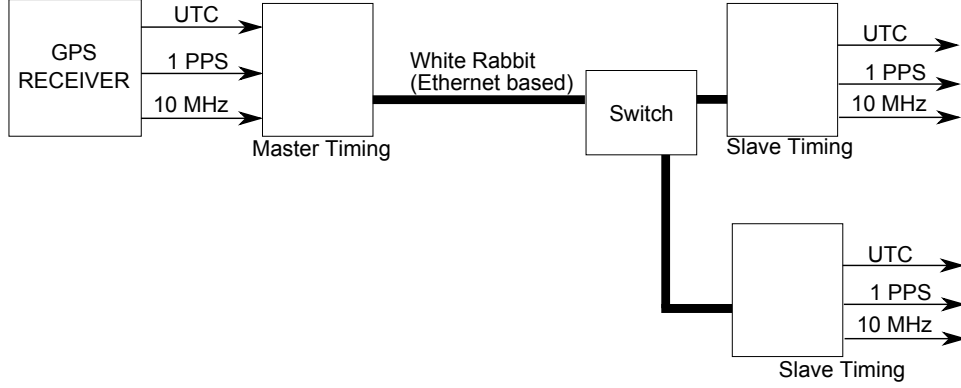 GPS
RECEIVER
UTC
1 PPS
10 MHz
Master Timing
White Rabbit
(Ethernet based)
Switch
Slave Timing
UTC
1 PPS
10 MHz
UTC
1 PPS
10 MHz
Slave Timing